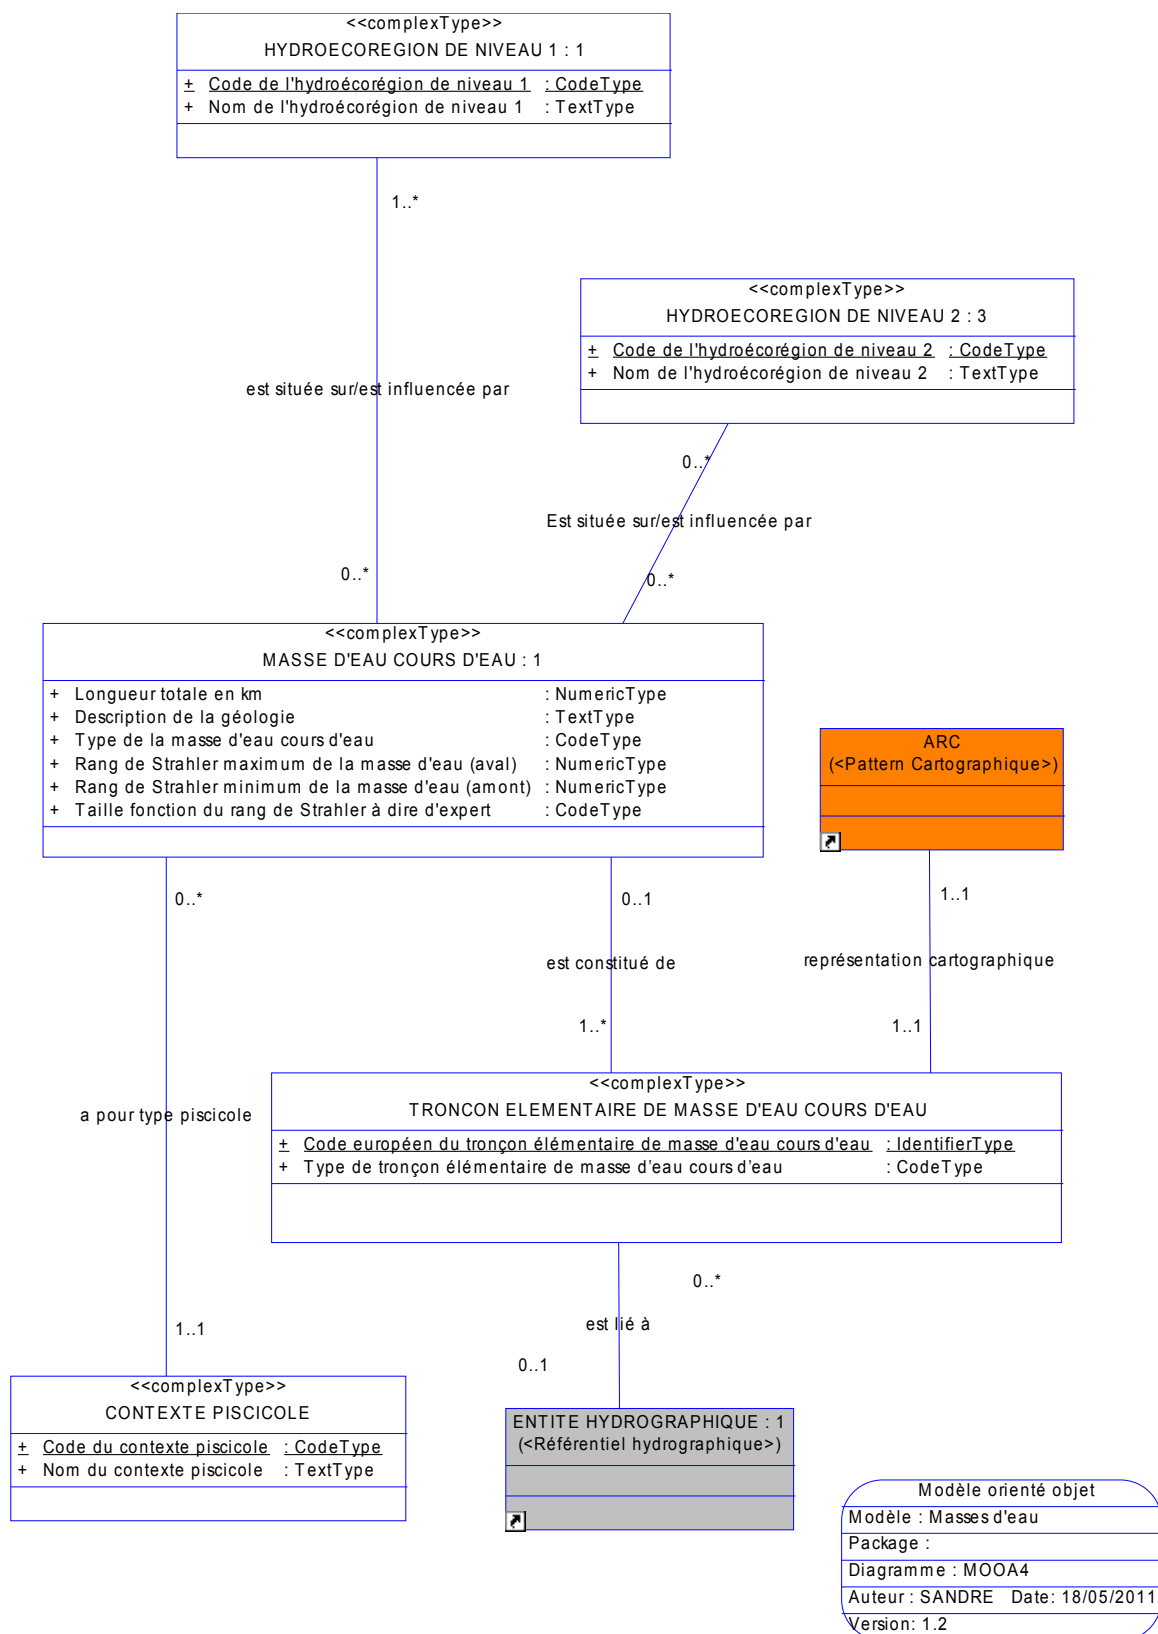 <<complexType>>
HYDROECOREGION DE NIVEAU 1 : 1
+ Code de l'hydroécorégion de niveau 1 : CodeType
+ Nom de l'hydroécorégion de niveau 1 : TextType
1..*
<<complexType>>
HYDROECOREGION DE NIVEAU 2 : 3
+ Code de l'hydroécorégion de niveau 2 : CodeType
+ Nom de l'hydroécorégion de niveau 2 : TextType
est située sur/est influencée par
0..*
Est située sur/est influencée par
0..*
0..*
<<complexType>>
MASSE D'EAU COURS D'EAU : 1
+ Longueur totale en km : NumericType
+ Description de la géologie : TextType
+ Type de la masse d'eau cours d'eau : CodeType
+ Rang de Strahler maximum de la masse d'eau (aval) : NumericType
+ Rang de Strahler minimum de la masse d'eau (amont) : NumericType
+ Taille fonction du rang de Strahler à dire d'expert : CodeType
ARC
(<Pattern Cartographique>)
0..*
0..1
1..1
est constitué de
représentation cartographique
1..*
1..1
<<complexType>>
TRONCON ELEMENTAIRE DE MASSE D'EAU COURS D'EAU
+ Code européen du tronçon élémentaire de masse d'eau cours d'eau : IdentifierType
+ Type de tronçon élémentaire de masse d’eau cours d’eau : CodeType
a pour type piscicole
0..*
est lié à
1..1
0..1
<<complexType>>
CONTEXTE PISCICOLE
+ Code du contexte piscicole : CodeType
+ Nom du contexte piscicole : TextType
ENTITE HYDROGRAPHIQUE : 1
(<Référentiel hydrographique>)
Modèle orienté objet
Modèle : Masses d'eau
Package :
Diagramme : MOOA4
Auteur : SANDRE Date: 18/05/2011
Version: 1.2